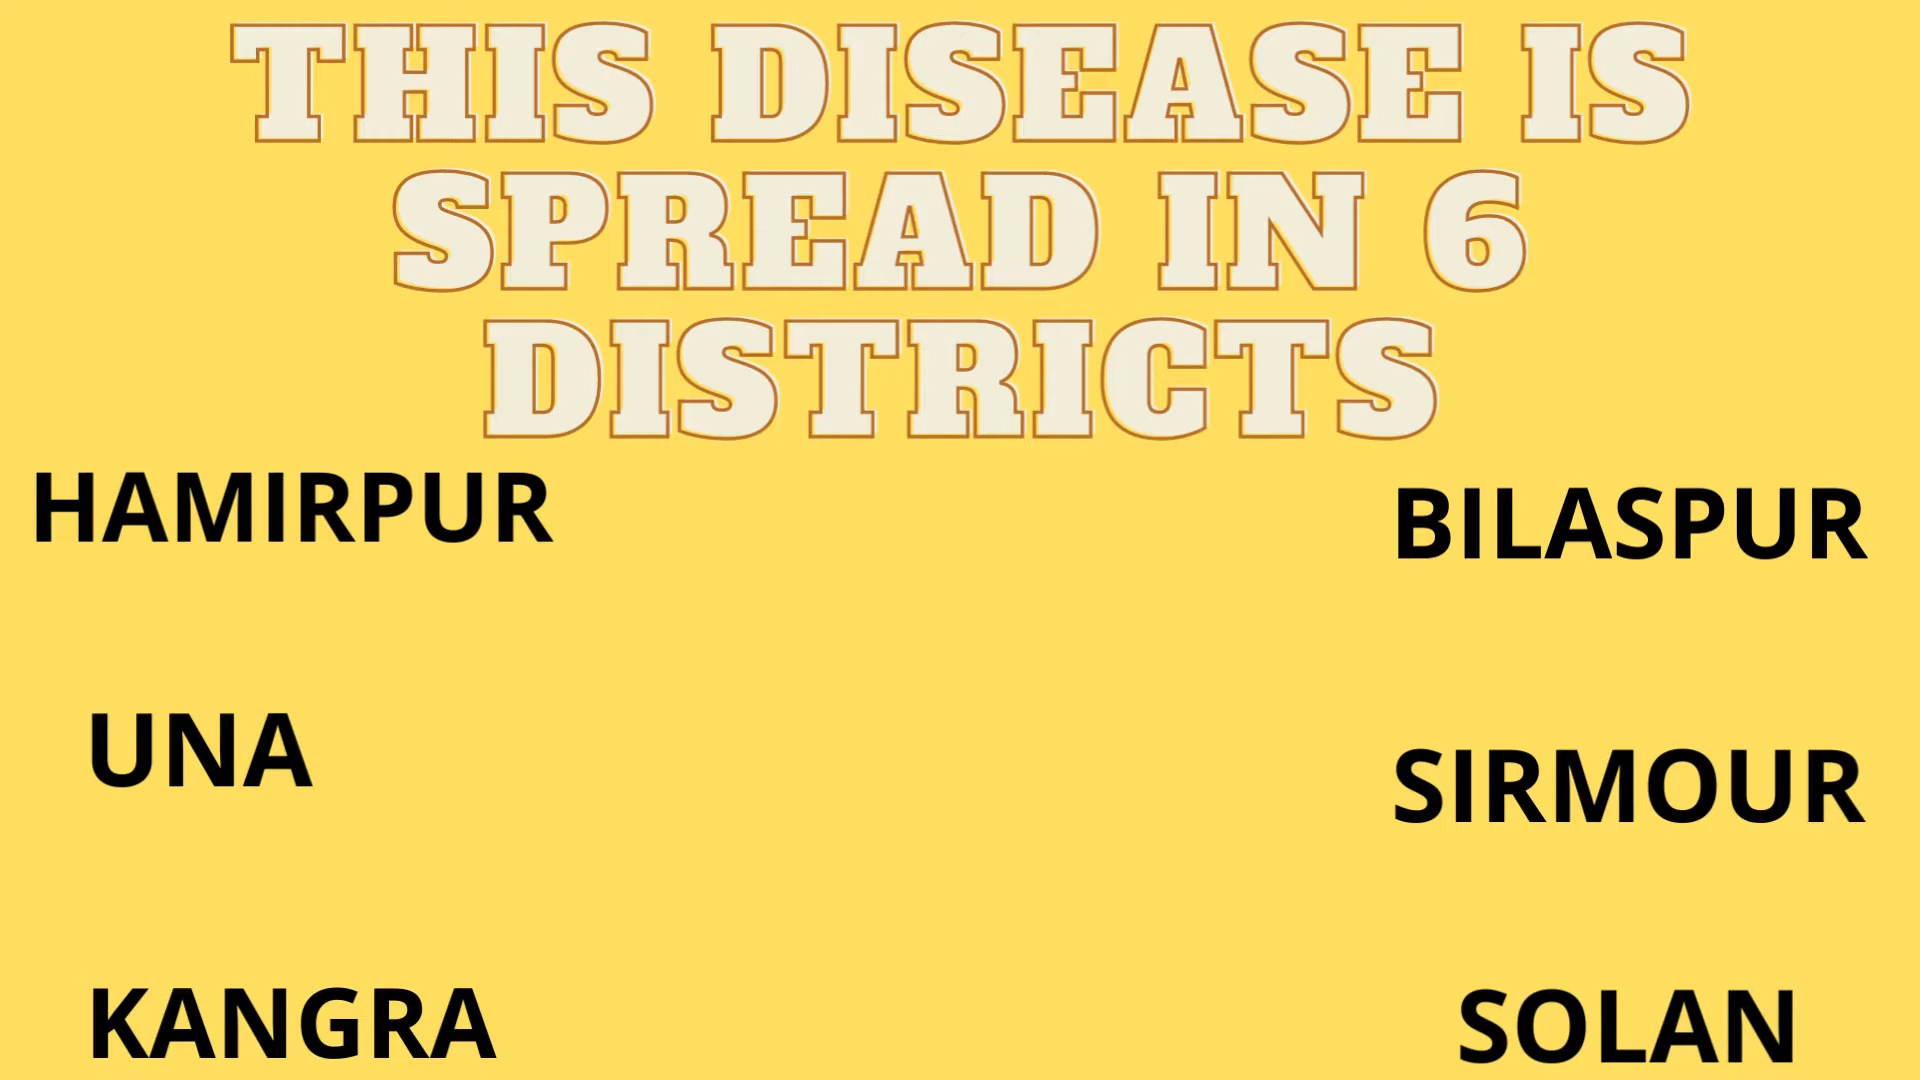 THIS DISEASE IS
SPREAD IN 6
DISTRICTS
HAMIRPUR
BILASPUR
UNA
SIRMOUR
KANGRA
SOLAN